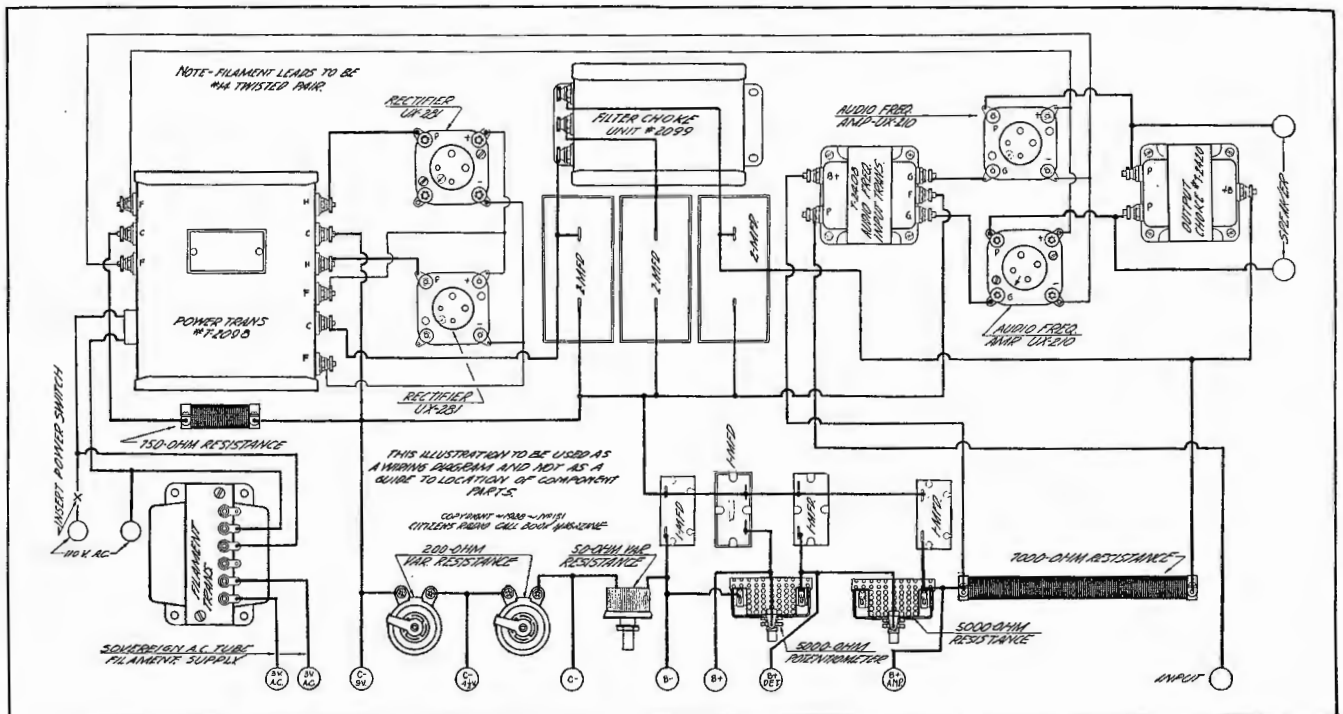 NOTE-FILAMENT LEADS TO BE
#14 TWISTED PAIR.
RECTIFIER
UX-281
FILTER CHOKE
UNIT #2099
AUDIO FREQ.
AMP-UX-210
F
C
F
H
C
H
F
C
F
POWER TRANS
#T-2098
P
+
-
P
+
-
RECTIFIER
UX-281
2-MFD
2-MFD
2-MFD.
B+
P
G
F
G
AUDIO FREQ.
INPUT TRANS.
P
+
G
-
P
+
G
-
AUDIO FREQ.
AMP UX-210
P
P
+B
OUTPUT
CHOKE #T-2420
SPEAKER
750-OHM RESISTANCE
INSERT POWER SWITCH
X
110 V. A.C.
THIS ILLUSTRATION TO BE USED AS
A WIRING DIAGRAM AND NOT AS A
GUIDE TO LOCATION OF COMPONENT
PARTS.
COPYRIGHT ~1928~ Nº151
CITIZENS RADIO CALL BOOK MAGAZINE
FILAMENT
TRANS
SOVEREIGN A.C. TUBE
FILAMENT SUPPLY
200-OHM
VAR RESISTANCE
50-OHM VAR.
RESISTANCE
1-MFD
1-MFD
1-MFD.
1-MFD.
7000-OHM RESISTANCE
5000-OHM
POTENTIOMETER
5000-OHM
RESISTANCE
3V.
A.C.
3V.
A.C.
C-
9V.
C-
4½V.
C-
B-
B+
B+
DET
B+
AMP.
INPUT